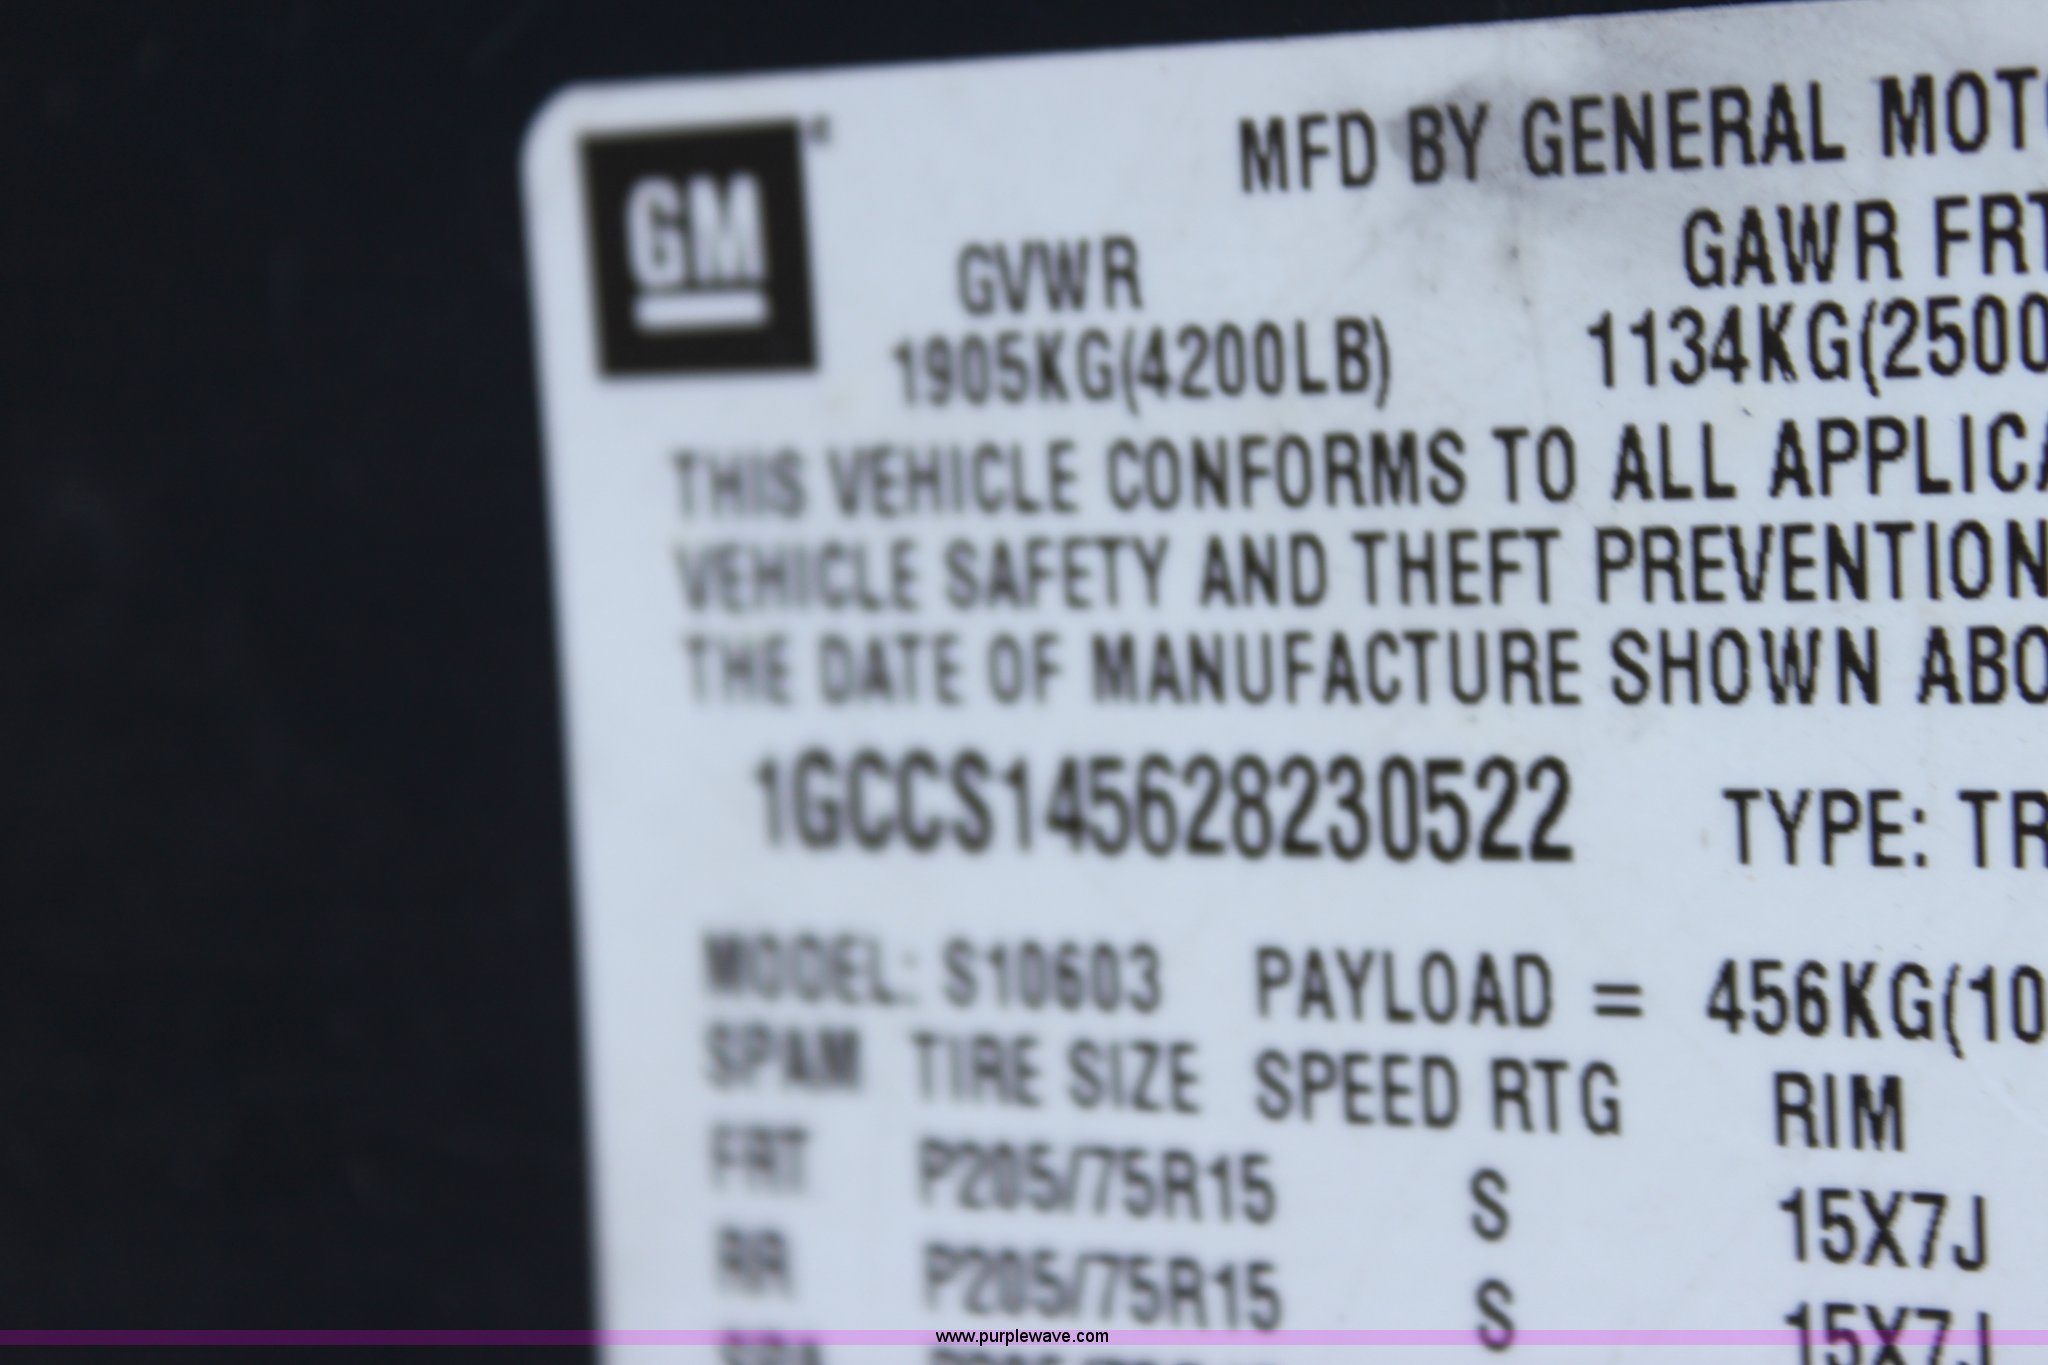 MFD BY GENERAL MOT
GM
GVWR GAWR FRT
1905KG(4200LB) 1134KG(2500
THIS VEHICLE CONFORMS TO ALL APPLICA
VEHICLE SAFETY AND THEFT PREVENTION
THE DATE OF MANUFACTURE SHOWN ABO
1GCCS145628230522 TYPE: TR
MODEL: S10603 PAYLOAD = 456KG(10
SPAM TIRE SIZE SPEED RTG RIM
FRT P205/75R15 S 15X7J
RR P205/75R15 S 15X7J
www.purplewave.com